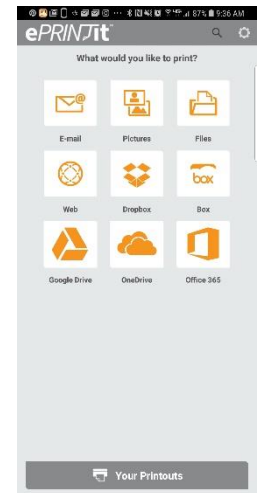 87% 9:36 AM
ePRINTit
What would you like to print?
E-mail Pictures Files
box
Web Dropbox Box
Google Drive OneDrive Office 365
Your Printouts